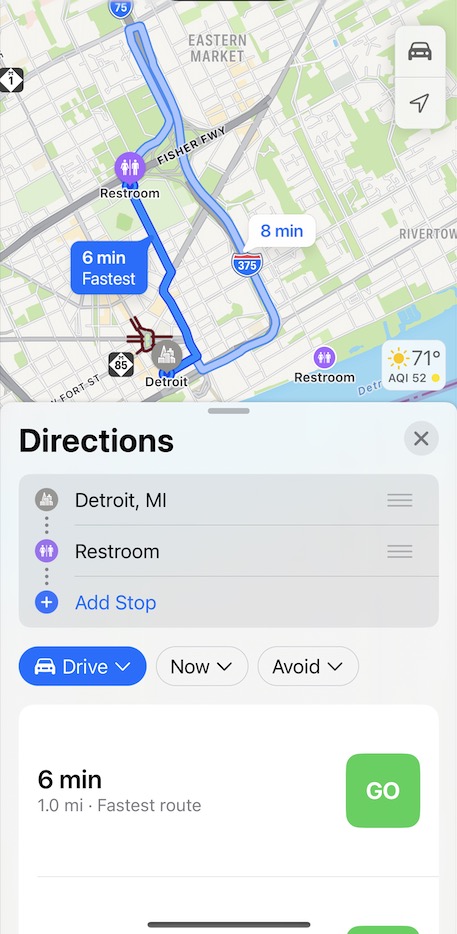 75
EASTERN
MARKET
1
FISHER FWY
Restroom
8 min
RIVERTOW
6 min
Fastest
375
M
85
71°
AQI 52
W FORT ST
Detroit
Restroom
Detr
Directions
Detroit, MI
Restroom
Add Stop
Drive
Now
Avoid
6 min
1.0 mi · Fastest route
GO